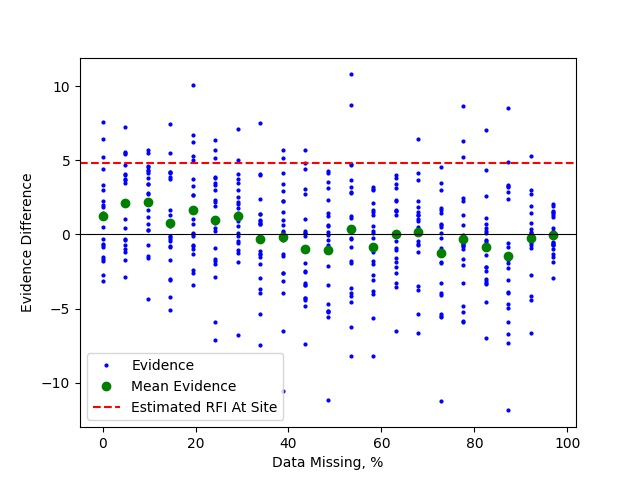 10
5
0
−5
−10
Evidence Difference
Evidence
Mean Evidence
Estimated RFI At Site
0 20 40 60 80 100
Data Missing, %